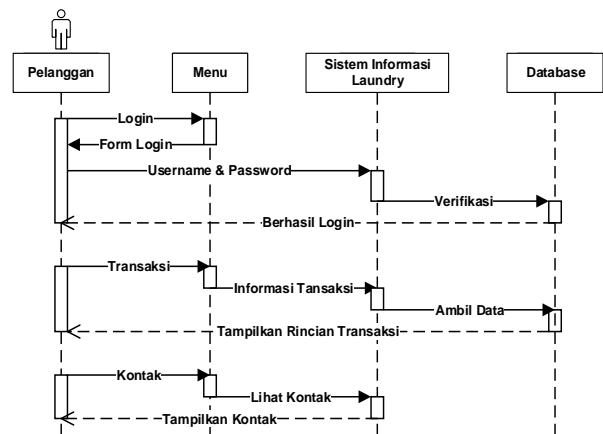 Pelanggan
Menu
Sistem Informasi
Laundry
Database
Login
Form Login
Username & Password
Verifikasi
Berhasil Login
Transaksi
Informasi Tansaksi
Ambil Data
Tampilkan Rincian Transaksi
Kontak
Lihat Kontak
Tampilkan Kontak